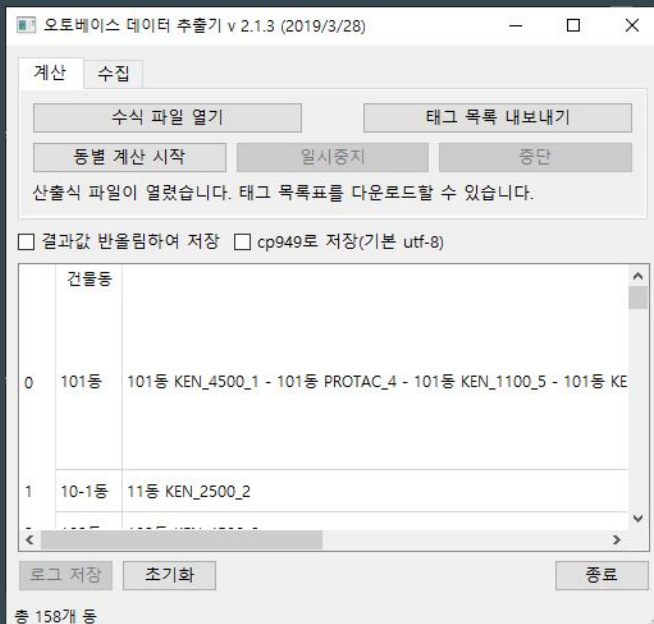 오토베이스 데이터 추출기 v 2.1.3 (2019/3/28)
계산 수집
수식 파일 열기 태그 목록 내보내기
동별 계산 시작 일시중지 중단
산출식 파일이 열렸습니다. 태그 목록표를 다운로드할 수 있습니다.
결과값 반올림하여 저장 cp949로 저장(기본 utf-8)
건물동
0 101동 101동 KEN_4500_1 - 101동 PROTAC_4 - 101동 KEN_1100_5 - 101동 KE
1 10-1동 11동 KEN_2500_2
로그 저장 초기화 종료
총 158개 동